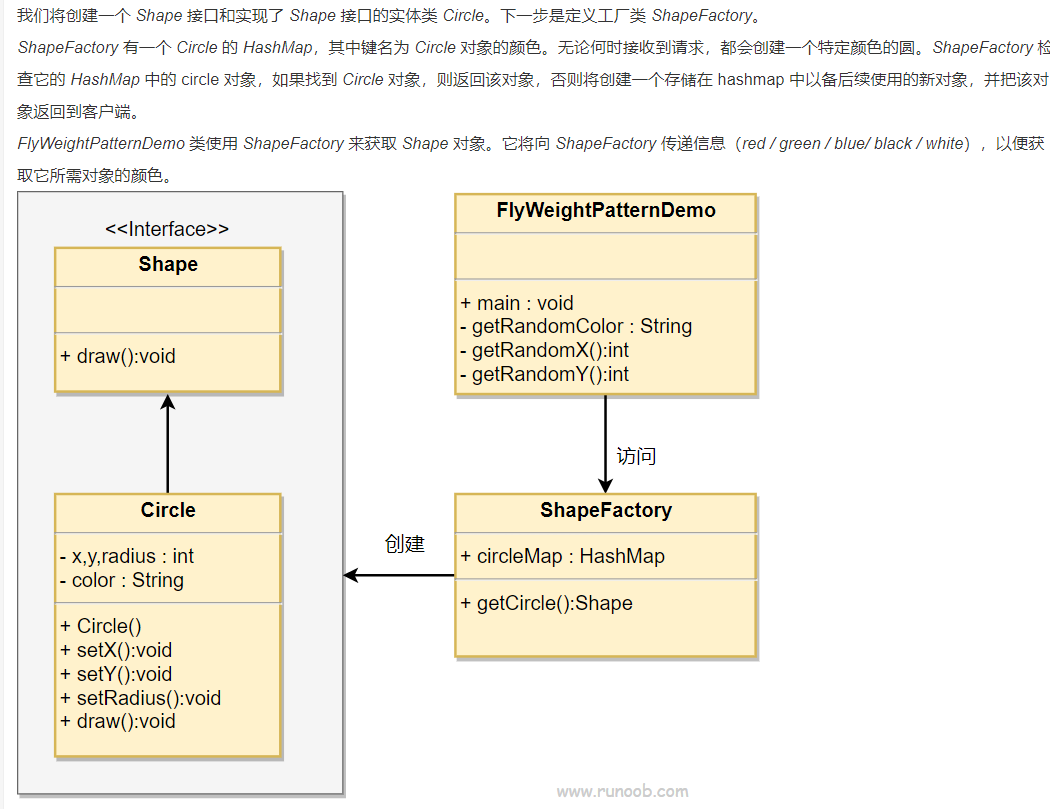 我们将创建一个 Shape 接口和实现了 Shape 接口的实体类 Circle。下一步是定义工厂类 ShapeFactory。
ShapeFactory 有一个 Circle 的 HashMap，其中键名为 Circle 对象的颜色。无论何时接收到请求，都会创建一个特定颜色的圆。ShapeFactory 检
查它的 HashMap 中的 circle 对象，如果找到 Circle 对象，则返回该对象，否则将创建一个存储在 hashmap 中以备后续使用的新对象，并把该对
象返回到客户端。
FlyWeightPatternDemo 类使用 ShapeFactory 来获取 Shape 对象。它将向 ShapeFactory 传递信息（red / green / blue/ black / white），以便获
取它所需对象的颜色。
<<Interface>>
Shape
+ draw():void
FlyWeightPatternDemo
+ main : void
- getRandomColor : String
- getRandomX():int
- getRandomY():int
访问
Circle
- x,y,radius : int
- color : String
+ Circle()
+ setX():void
+ setY():void
+ setRadius():void
+ draw():void
创建
ShapeFactory
+ circleMap : HashMap
+ getCircle():Shape
www.runoob.com